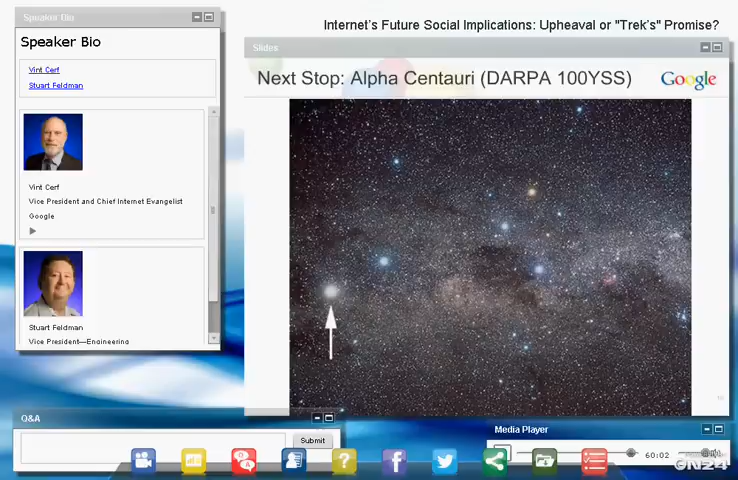 Internet's Future Social Implications: Upheaval or "Trek's" Promise?
Speaker Bio
Speaker Bio
Vint Cerf
Stuart Feldman
Vint Cerf
Vice President and Chief Internet Evangelist
Google
Stuart Feldman
Vice President—Engineering
Slides
Next Stop: Alpha Centauri (DARPA 100YSS)
Google
Q&A
Submit
Media Player
60:02
ON24